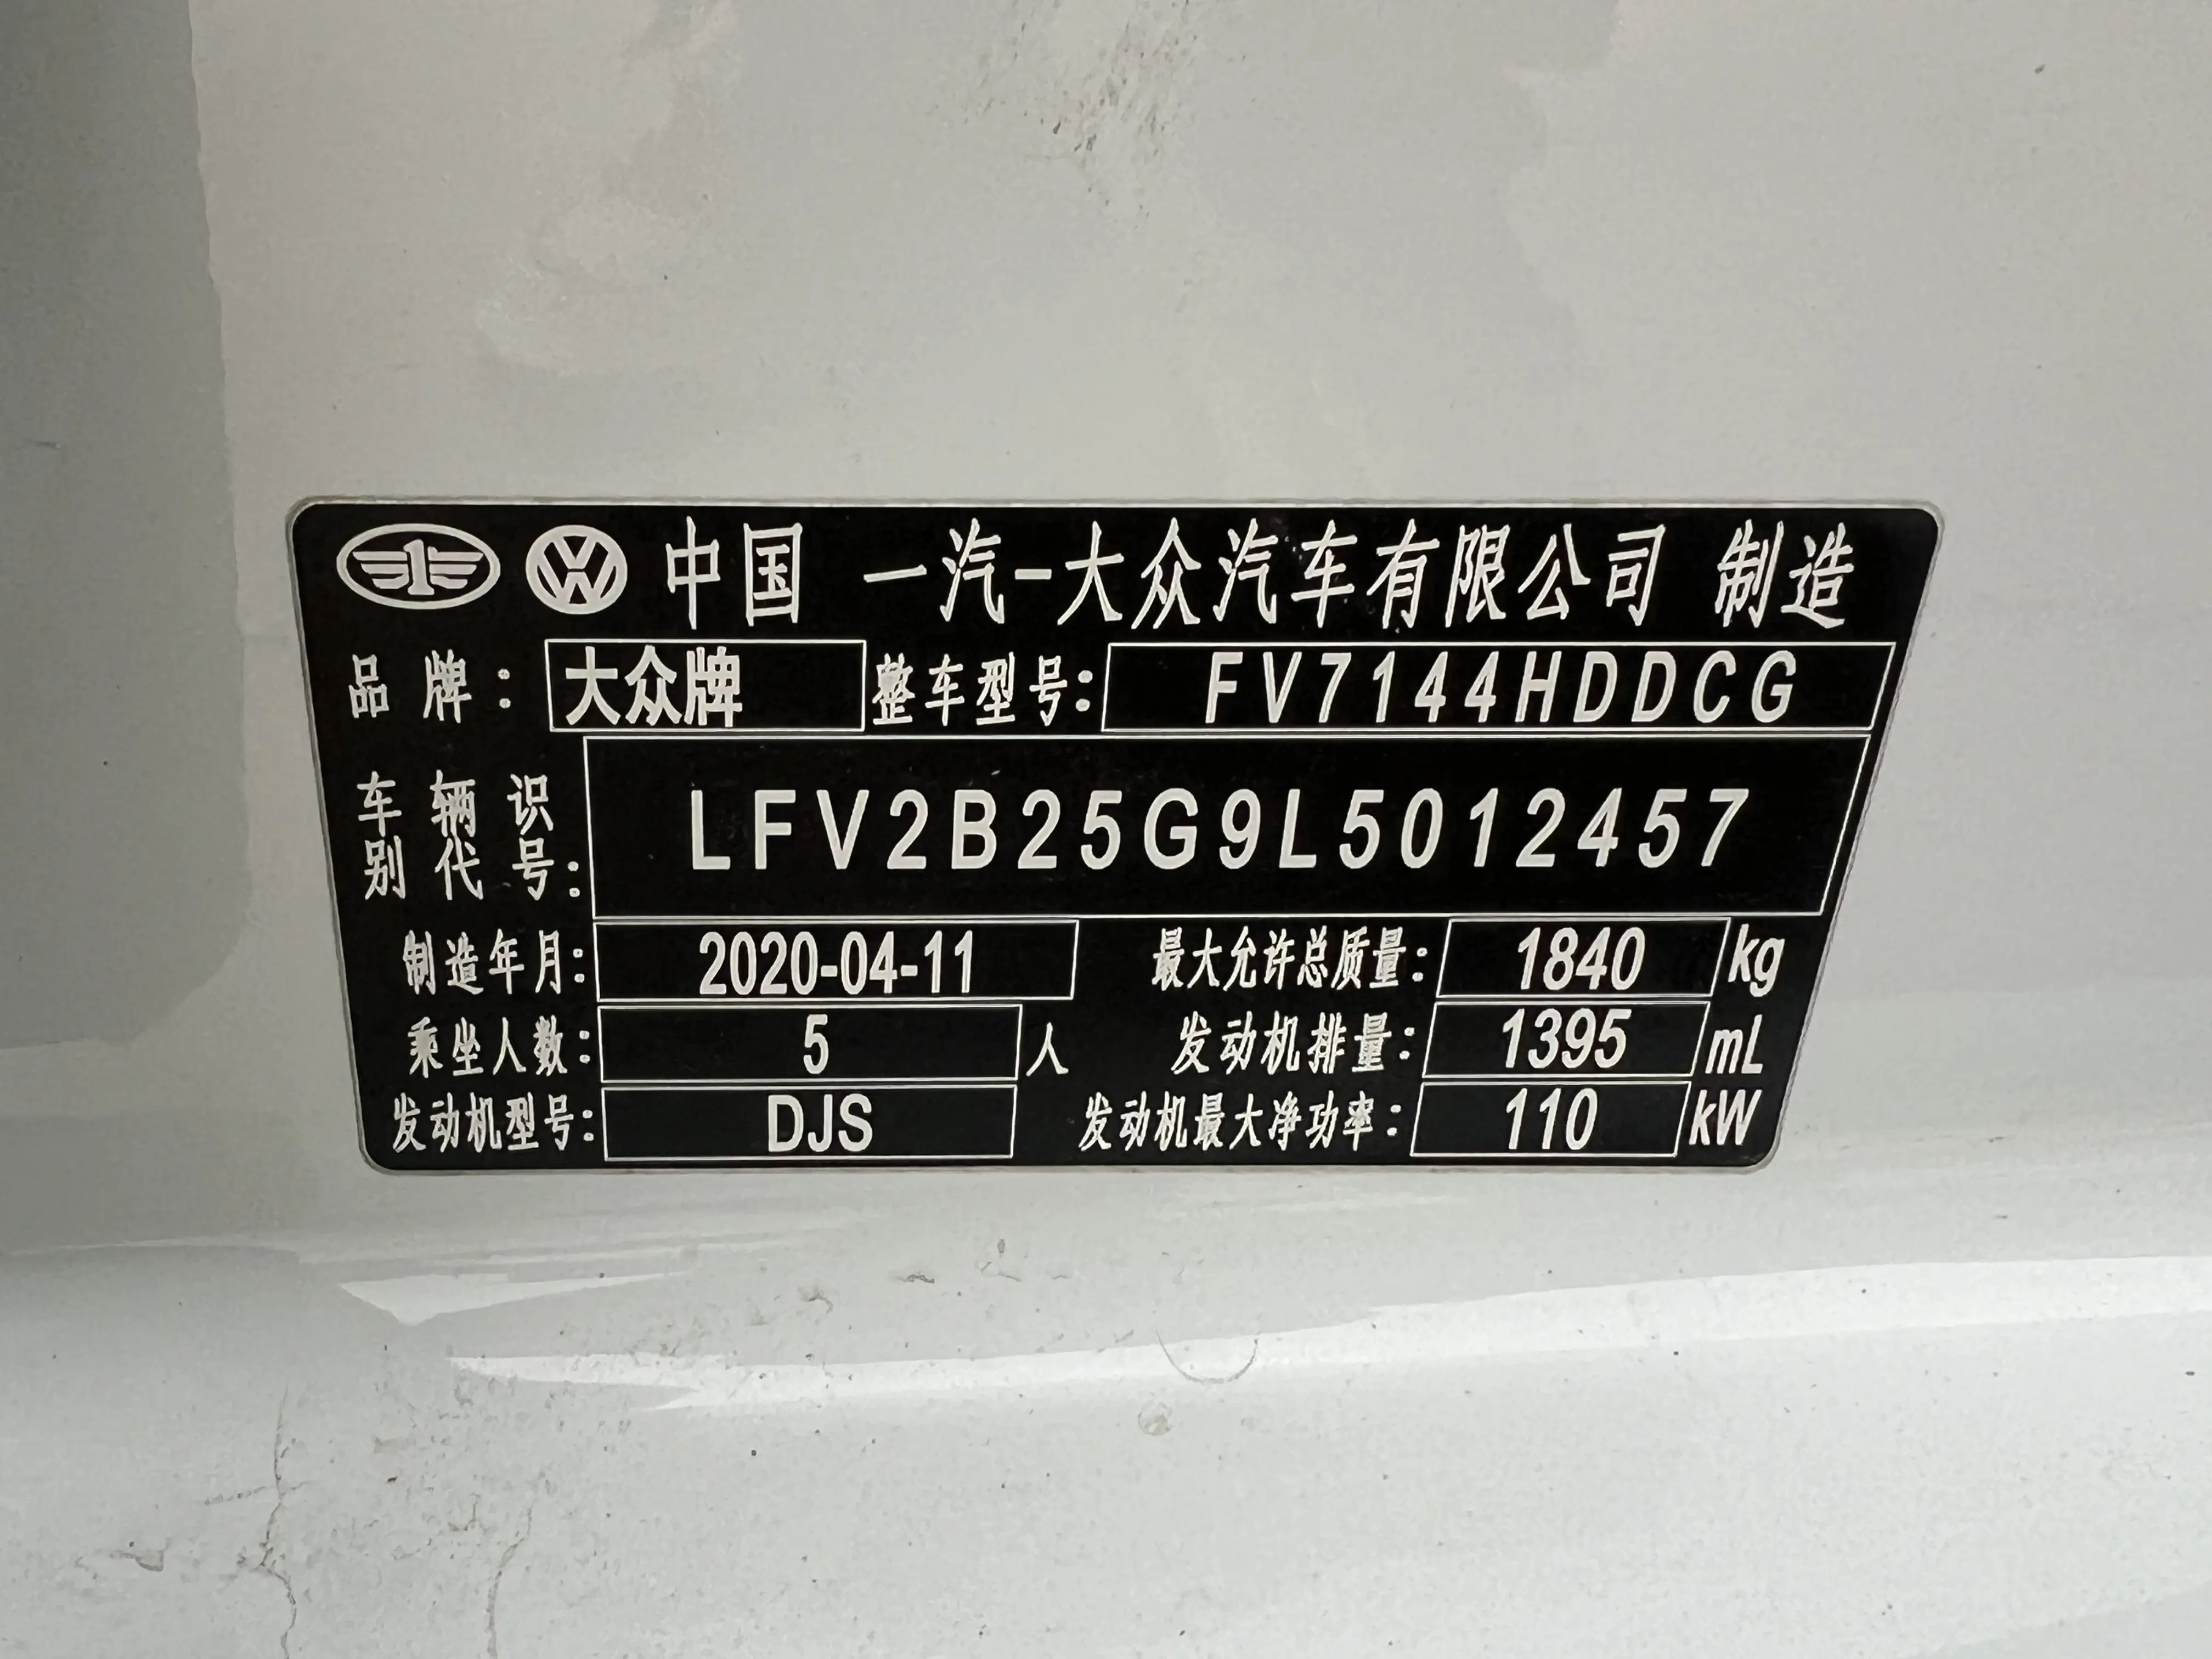 中国 一汽-大众汽车有限公司 制造
品牌: 大众牌 整车型号: FV7144HDDCG
车辆识别代号: LFV2B25G9L5012457
制造年月: 2020-04-11 最大允许总质量: 1840 kg
乘坐人数: 5 人 发动机排量: 1395 mL
发动机型号: DJS 发动机最大净功率: 110 kW